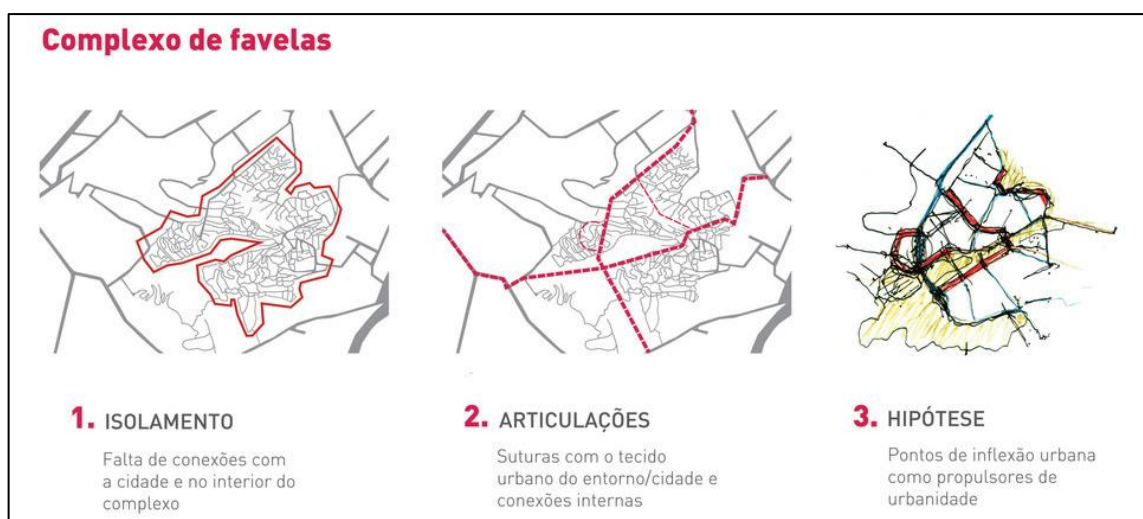 Complexo de favelas
1. ISOLAMENTO
Falta de conexões com
a cidade e no interior do
complexo
2. ARTICULAÇÕES
Suturas com o tecido
urbano do entorno/cidade e
conexões internas
3. HIPÓTESE
Pontos de inflexão urbana
como propulsores de
urbanidade